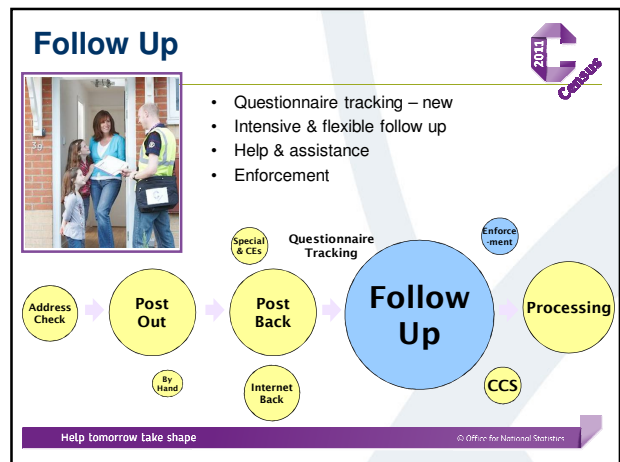 Follow Up
2011
Census
3g.
• Questionnaire tracking – new
• Intensive & flexible follow up
• Help & assistance
• Enforcement
Special
& CEs
Questionnaire
Tracking
Enforce
-ment
Address
Check
Post
Out
Post
Back
Follow
Up
Processing
By
Hand
Internet
Back
CCS
Help tomorrow take shape
© Office for National Statistics